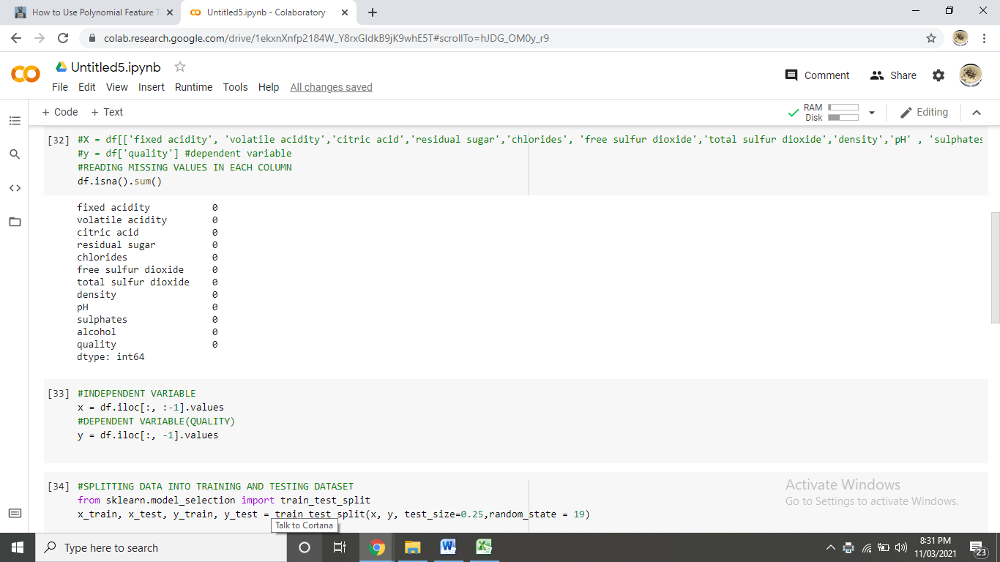 How to Use Polynomial Feature T
Untitled5.ipynb - Colaboratory
colab.research.google.com/drive/1ekxnXnfp2184W_Y8rxGIdkB9jK9whE5T#scrollTo=hJDG_OM0y_r9
Untitled5.ipynb
File Edit View Insert Runtime Tools Help All changes saved
Comment
Share
+ Code + Text
RAM
Disk
Editing
[32] #X = df[['fixed acidity', 'volatile acidity','citric acid','residual sugar','chlorides', 'free sulfur dioxide','total sulfur dioxide','density','pH' , 'sulphates
#y = df['quality'] #dependent variable
#READING MISSING VALUES IN EACH COLUMN
df.isna().sum()
fixed acidity 0
volatile acidity 0
citric acid 0
residual sugar 0
chlorides 0
free sulfur dioxide 0
total sulfur dioxide 0
density 0
pH 0
sulphates 0
alcohol 0
quality 0
dtype: int64
[33] #INDEPENDENT VARIABLE
x = df.iloc[:, :-1].values
#DEPENDENT VARIABLE(QUALITY)
y = df.iloc[:, -1].values
[34] #SPLITTING DATA INTO TRAINING AND TESTING DATASET
from sklearn.model_selection import train_test_split
x_train, x_test, y_train, y_test = train_test_split(x, y, test_size=0.25,random_state = 19)
Activate Windows
Go to Settings to activate Windows.
Talk to Cortana
Type here to search
8:31 PM
11/03/2021
23